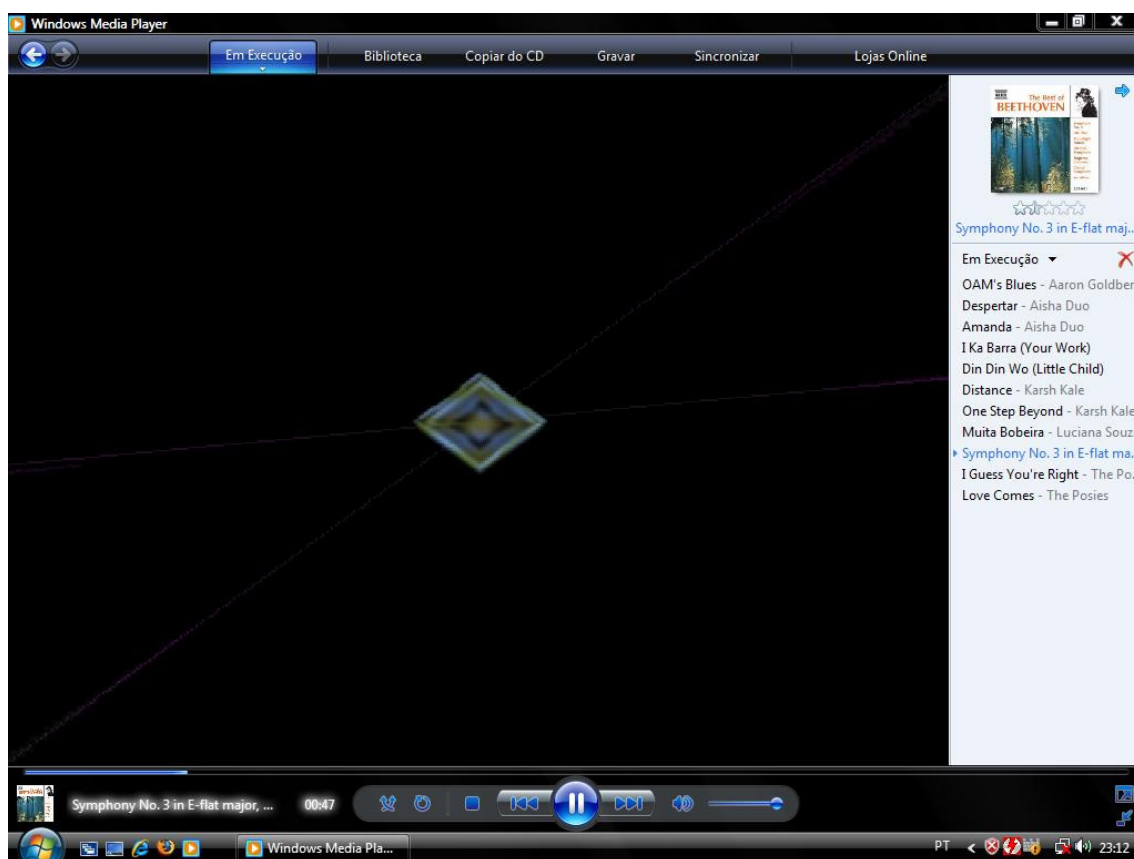 Windows Media Player
Em Execução Biblioteca Copiar do CD Gravar Sincronizar Lojas Online
The Best of
BEETHOVEN
Symphony No. 3 in E-flat maj...
Em Execução
OAM's Blues - Aaron Goldber
Despertar - Aisha Duo
Amanda - Aisha Duo
I Ka Barra (Your Work)
Din Din Wo (Little Child)
Distance - Karsh Kale
One Step Beyond - Karsh Kale
Muita Bobeira - Luciana Souz
Symphony No. 3 in E-flat ma...
I Guess You're Right - The Po...
Love Comes - The Posies
Symphony No. 3 in E-flat major, ... 00:47
Windows Media Pla... PT 23:12